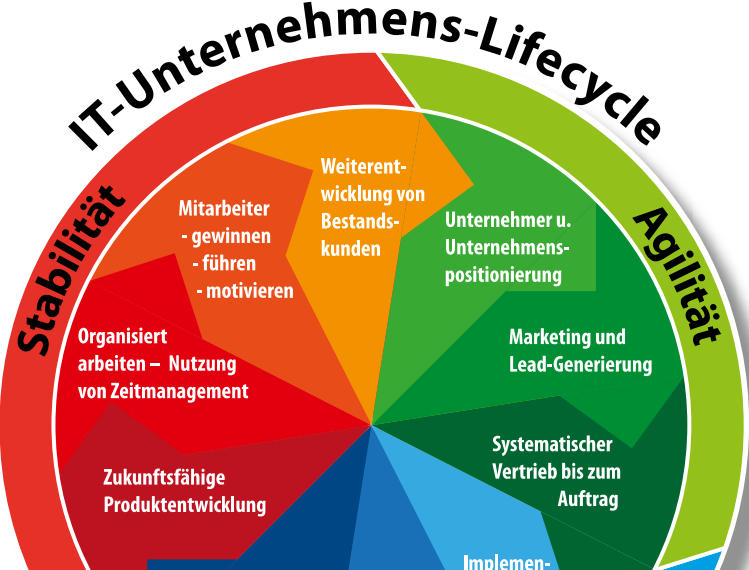 IT-Unternehmens-Lifecycle
Stabilität
Agilität
Weiterent-
wicklung von
Bestands-
kunden
Unternehmer u.
Unternehmens-
positionierung
Marketing und
Lead-Generierung
Systematischer
Vertrieb bis zum
Auftrag
Implemen-
Zukunftsfähige
Produktentwicklung
Organisiert
arbeiten – Nutzung
von Zeitmanagement
Mitarbeiter
- gewinnen
- führen
- motivieren